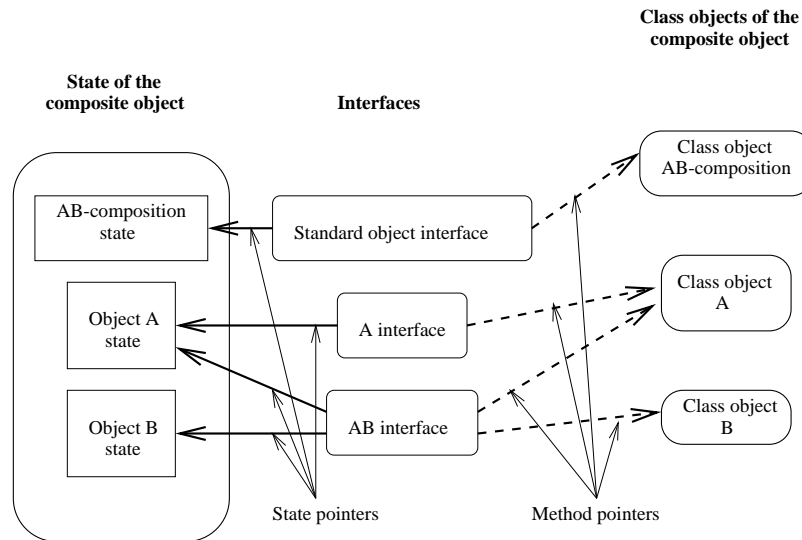 Class objects of the
composite object
State of the
composite object
Interfaces
Class object
AB-composition
AB-composition
state
Standard object interface
Class object
A
Object A
state
A interface
Class object
B
Object B
state
AB interface
State pointers
Method pointers